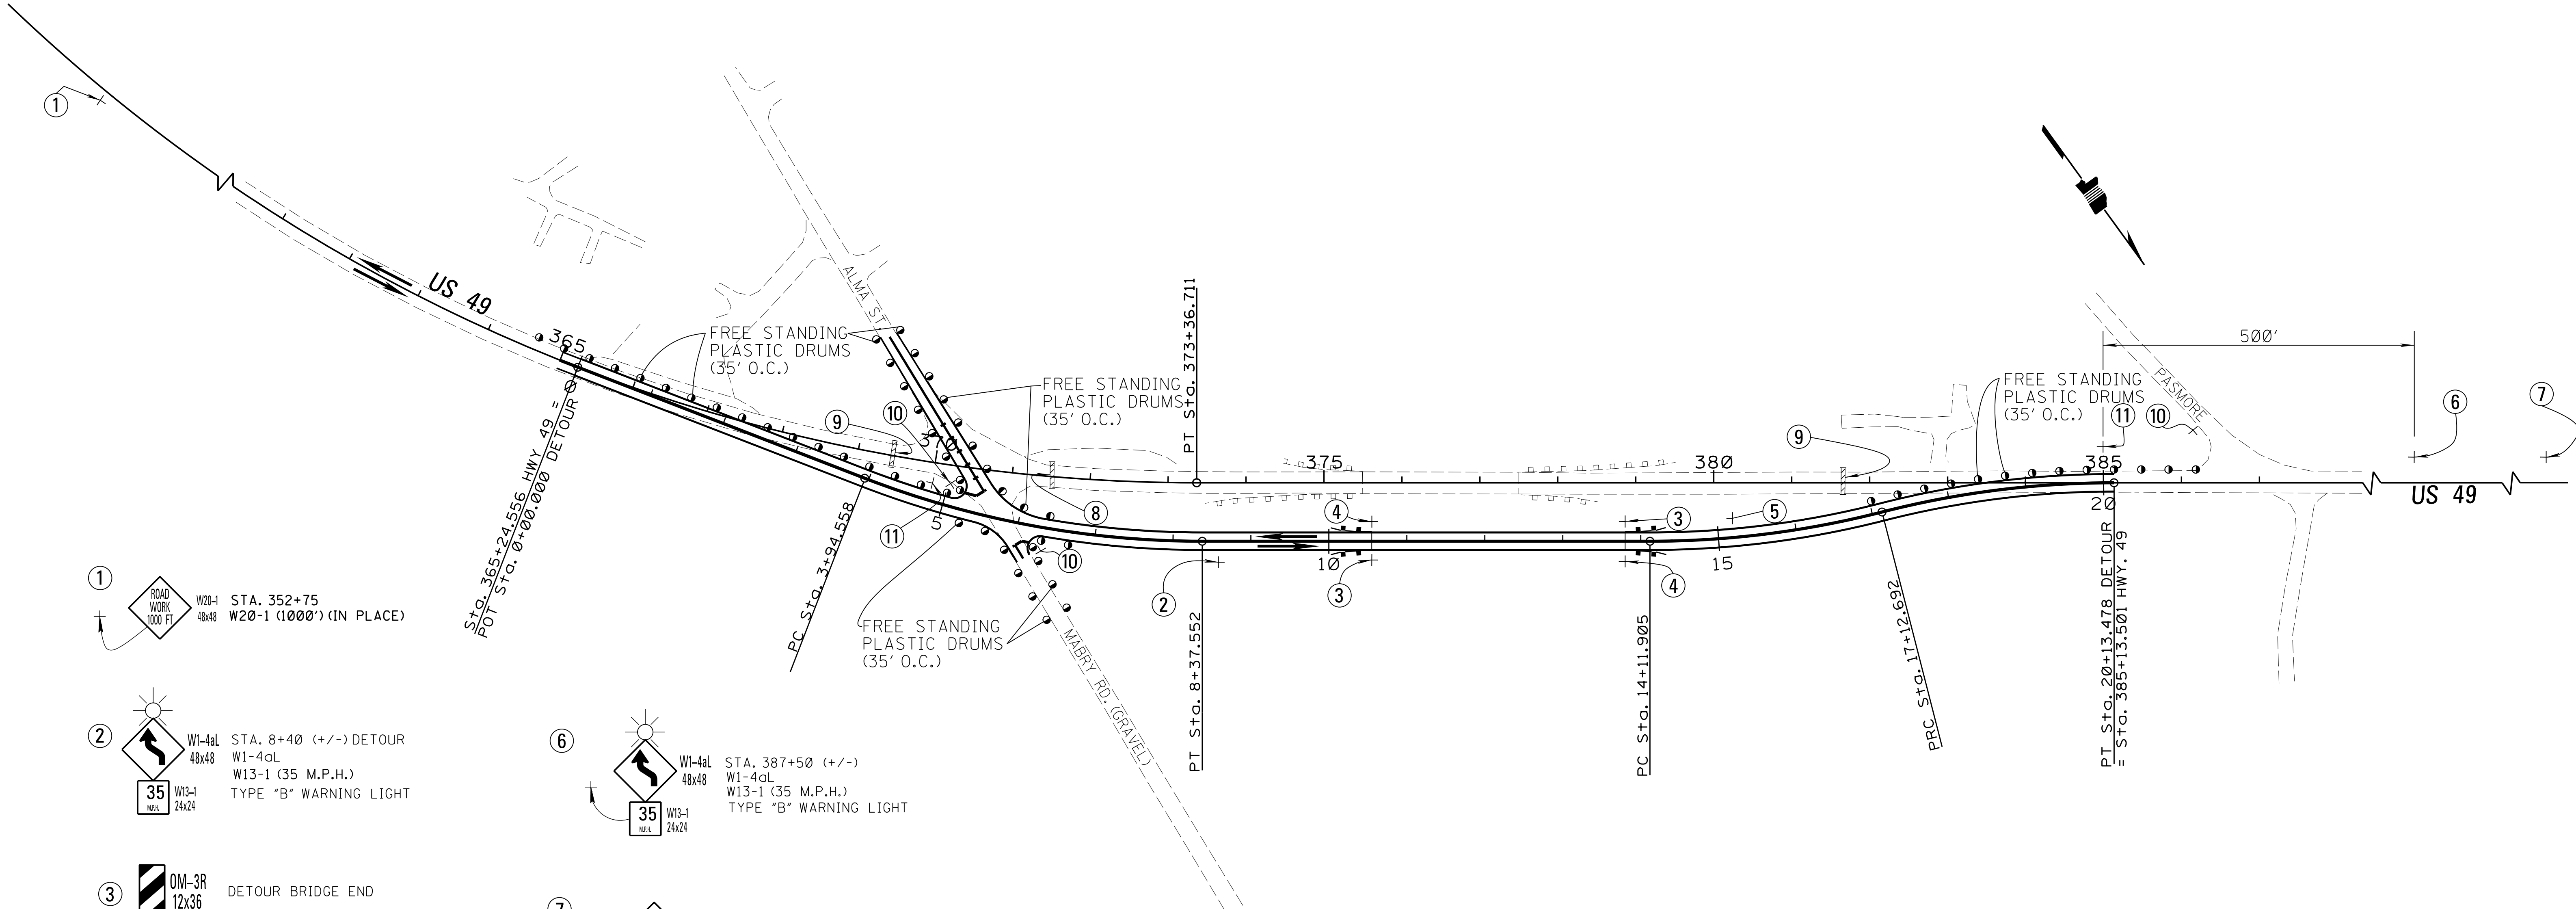 1
US 49
365
Sta. 365+24.556 HWY 49 =
POT Sta. 0+00.000 DETOUR
0
FREE STANDING
PLASTIC DRUMS
(35' O.C.)
ALMA ST.
9
10
370
11
5
PC Sta. 3+94.558
FREE STANDING
PLASTIC DRUMS
(35' O.C.)
8
10
FREE STANDING
PLASTIC DRUMS
(35' O.C.)
MABRY RD. (GRAVEL)
PT Sta. 373+36.711
375
380
385
4
3
2
10
3
4
5
15
9
PT Sta. 8+37.552
PC Sta. 14+11.905
PRC Sta. 17+12.692
FREE STANDING
PLASTIC DRUMS
(35' O.C.)
11
10
PASMORE
500'
6
7
20
US 49
PT Sta. 20+13.478 DETOUR
= Sta. 385+13.501 HWY. 49
1
ROAD
WORK
1000 FT
W20-1
48x48
STA. 352+75
W20-1 (1000') (IN PLACE)
2
W1-4aL
48x48
35
M.P.H.
W13-1
24x24
STA. 8+40 (+/-) DETOUR
W1-4aL
W13-1 (35 M.P.H.)
TYPE "B" WARNING LIGHT
6
W1-4aL
48x48
35
M.P.H.
W13-1
24x24
STA. 387+50 (+/-)
W1-4aL
W13-1 (35 M.P.H.)
TYPE "B" WARNING LIGHT
3
OM-3R
12x36
DETOUR BRIDGE END
7